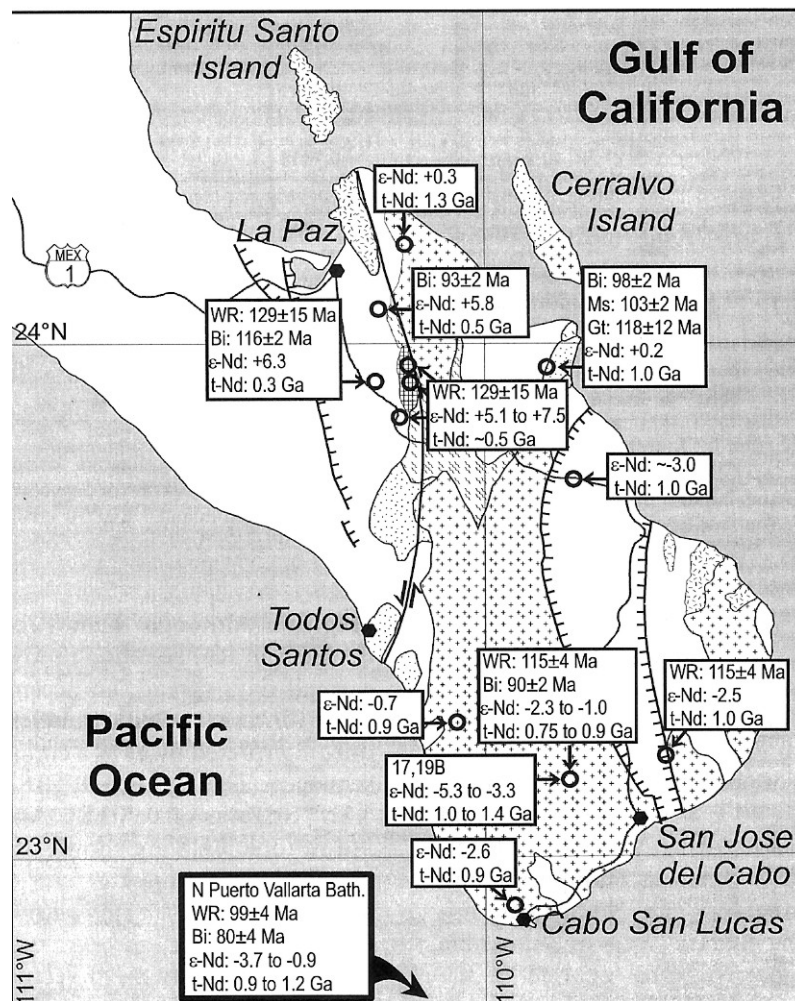 Espiritu Santo
Island
Gulf of
California
ε-Nd: +0.3
t-Nd: 1.3 Ga
Cerralvo
Island
La Paz
MEX
1
Bi: 93±2 Ma
ε-Nd: +5.8
t-Nd: 0.5 Ga
Bi: 98±2 Ma
Ms: 103±2 Ma
Gt: 118±12 Ma
ε-Nd: +0.2
t-Nd: 1.0 Ga
WR: 129±15 Ma
Bi: 116±2 Ma
ε-Nd: +6.3
t-Nd: 0.3 Ga
24°N
WR: 129±15 Ma
ε-Nd: +5.1 to +7.5
t-Nd: ~0.5 Ga
ε-Nd: ~-3.0
t-Nd: 1.0 Ga
Todos
Santos
WR: 115±4 Ma
Bi: 90±2 Ma
ε-Nd: -2.3 to -1.0
t-Nd: 0.75 to 0.9 Ga
WR: 115±4 Ma
ε-Nd: -2.5
t-Nd: 1.0 Ga
ε-Nd: -0.7
t-Nd: 0.9 Ga
Pacific
Ocean
17,19B
ε-Nd: -5.3 to -3.3
t-Nd: 1.0 to 1.4 Ga
San Jose
del Cabo
23°N
ε-Nd: -2.6
t-Nd: 0.9 Ga
Cabo San Lucas
N Puerto Vallarta Bath.
WR: 99±4 Ma
Bi: 80±4 Ma
ε-Nd: -3.7 to -0.9
t-Nd: 0.9 to 1.2 Ga
111°W
110°W